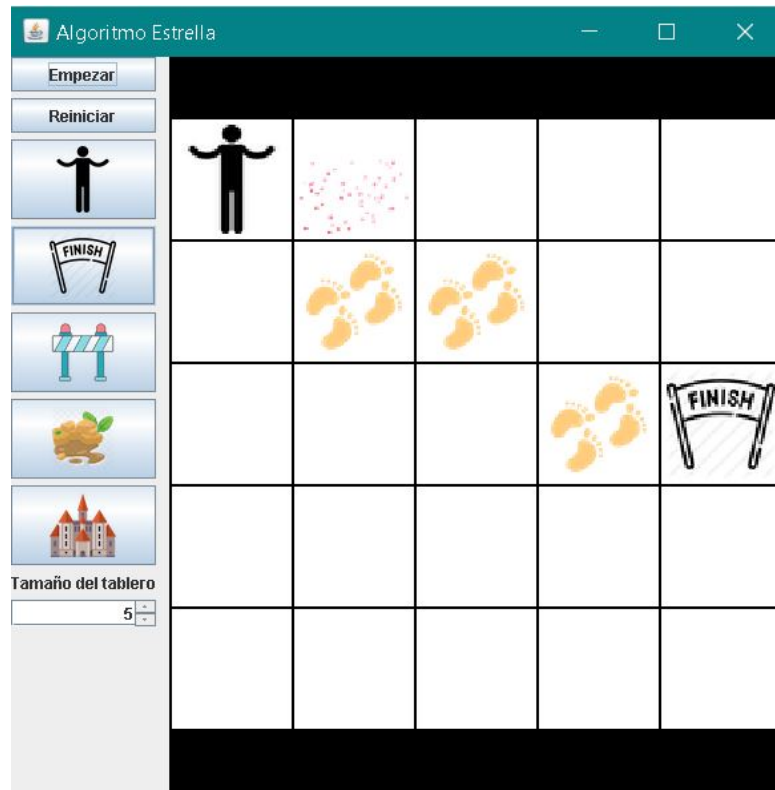 Algoritmo Estrella
Empezar
Reiniciar
FINISH
Tamaño del tablero
5
FINISH